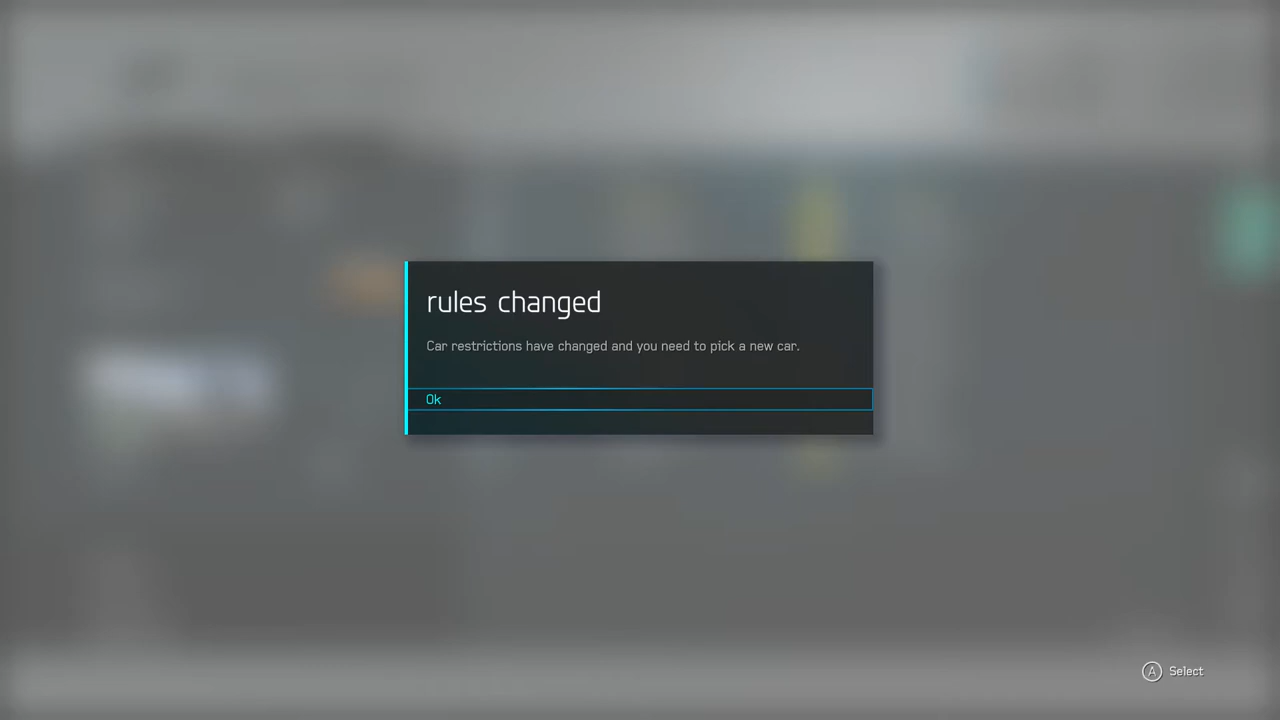 rules changed
Car restrictions have changed and you need to pick a new car.
Ok
A Select